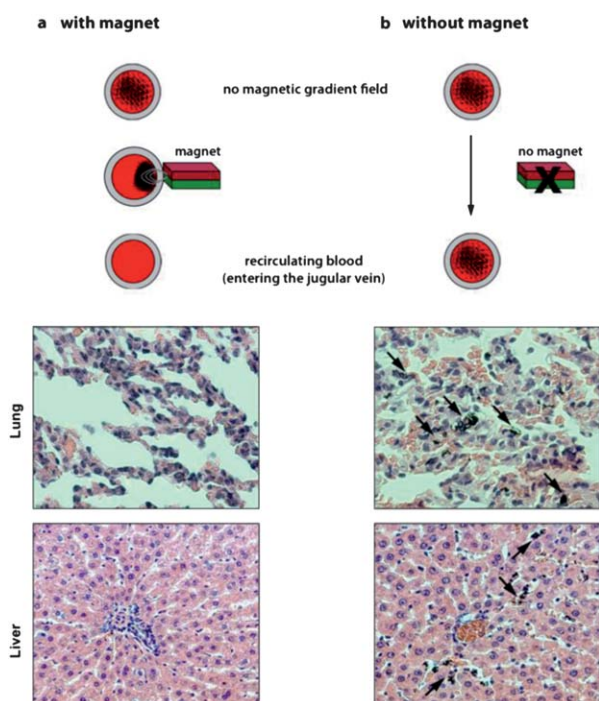 a with magnet
b without magnet
no magnetic gradient field
magnet
no magnet
X
recirculating blood
(entering the jugular vein)
Lung
Liver